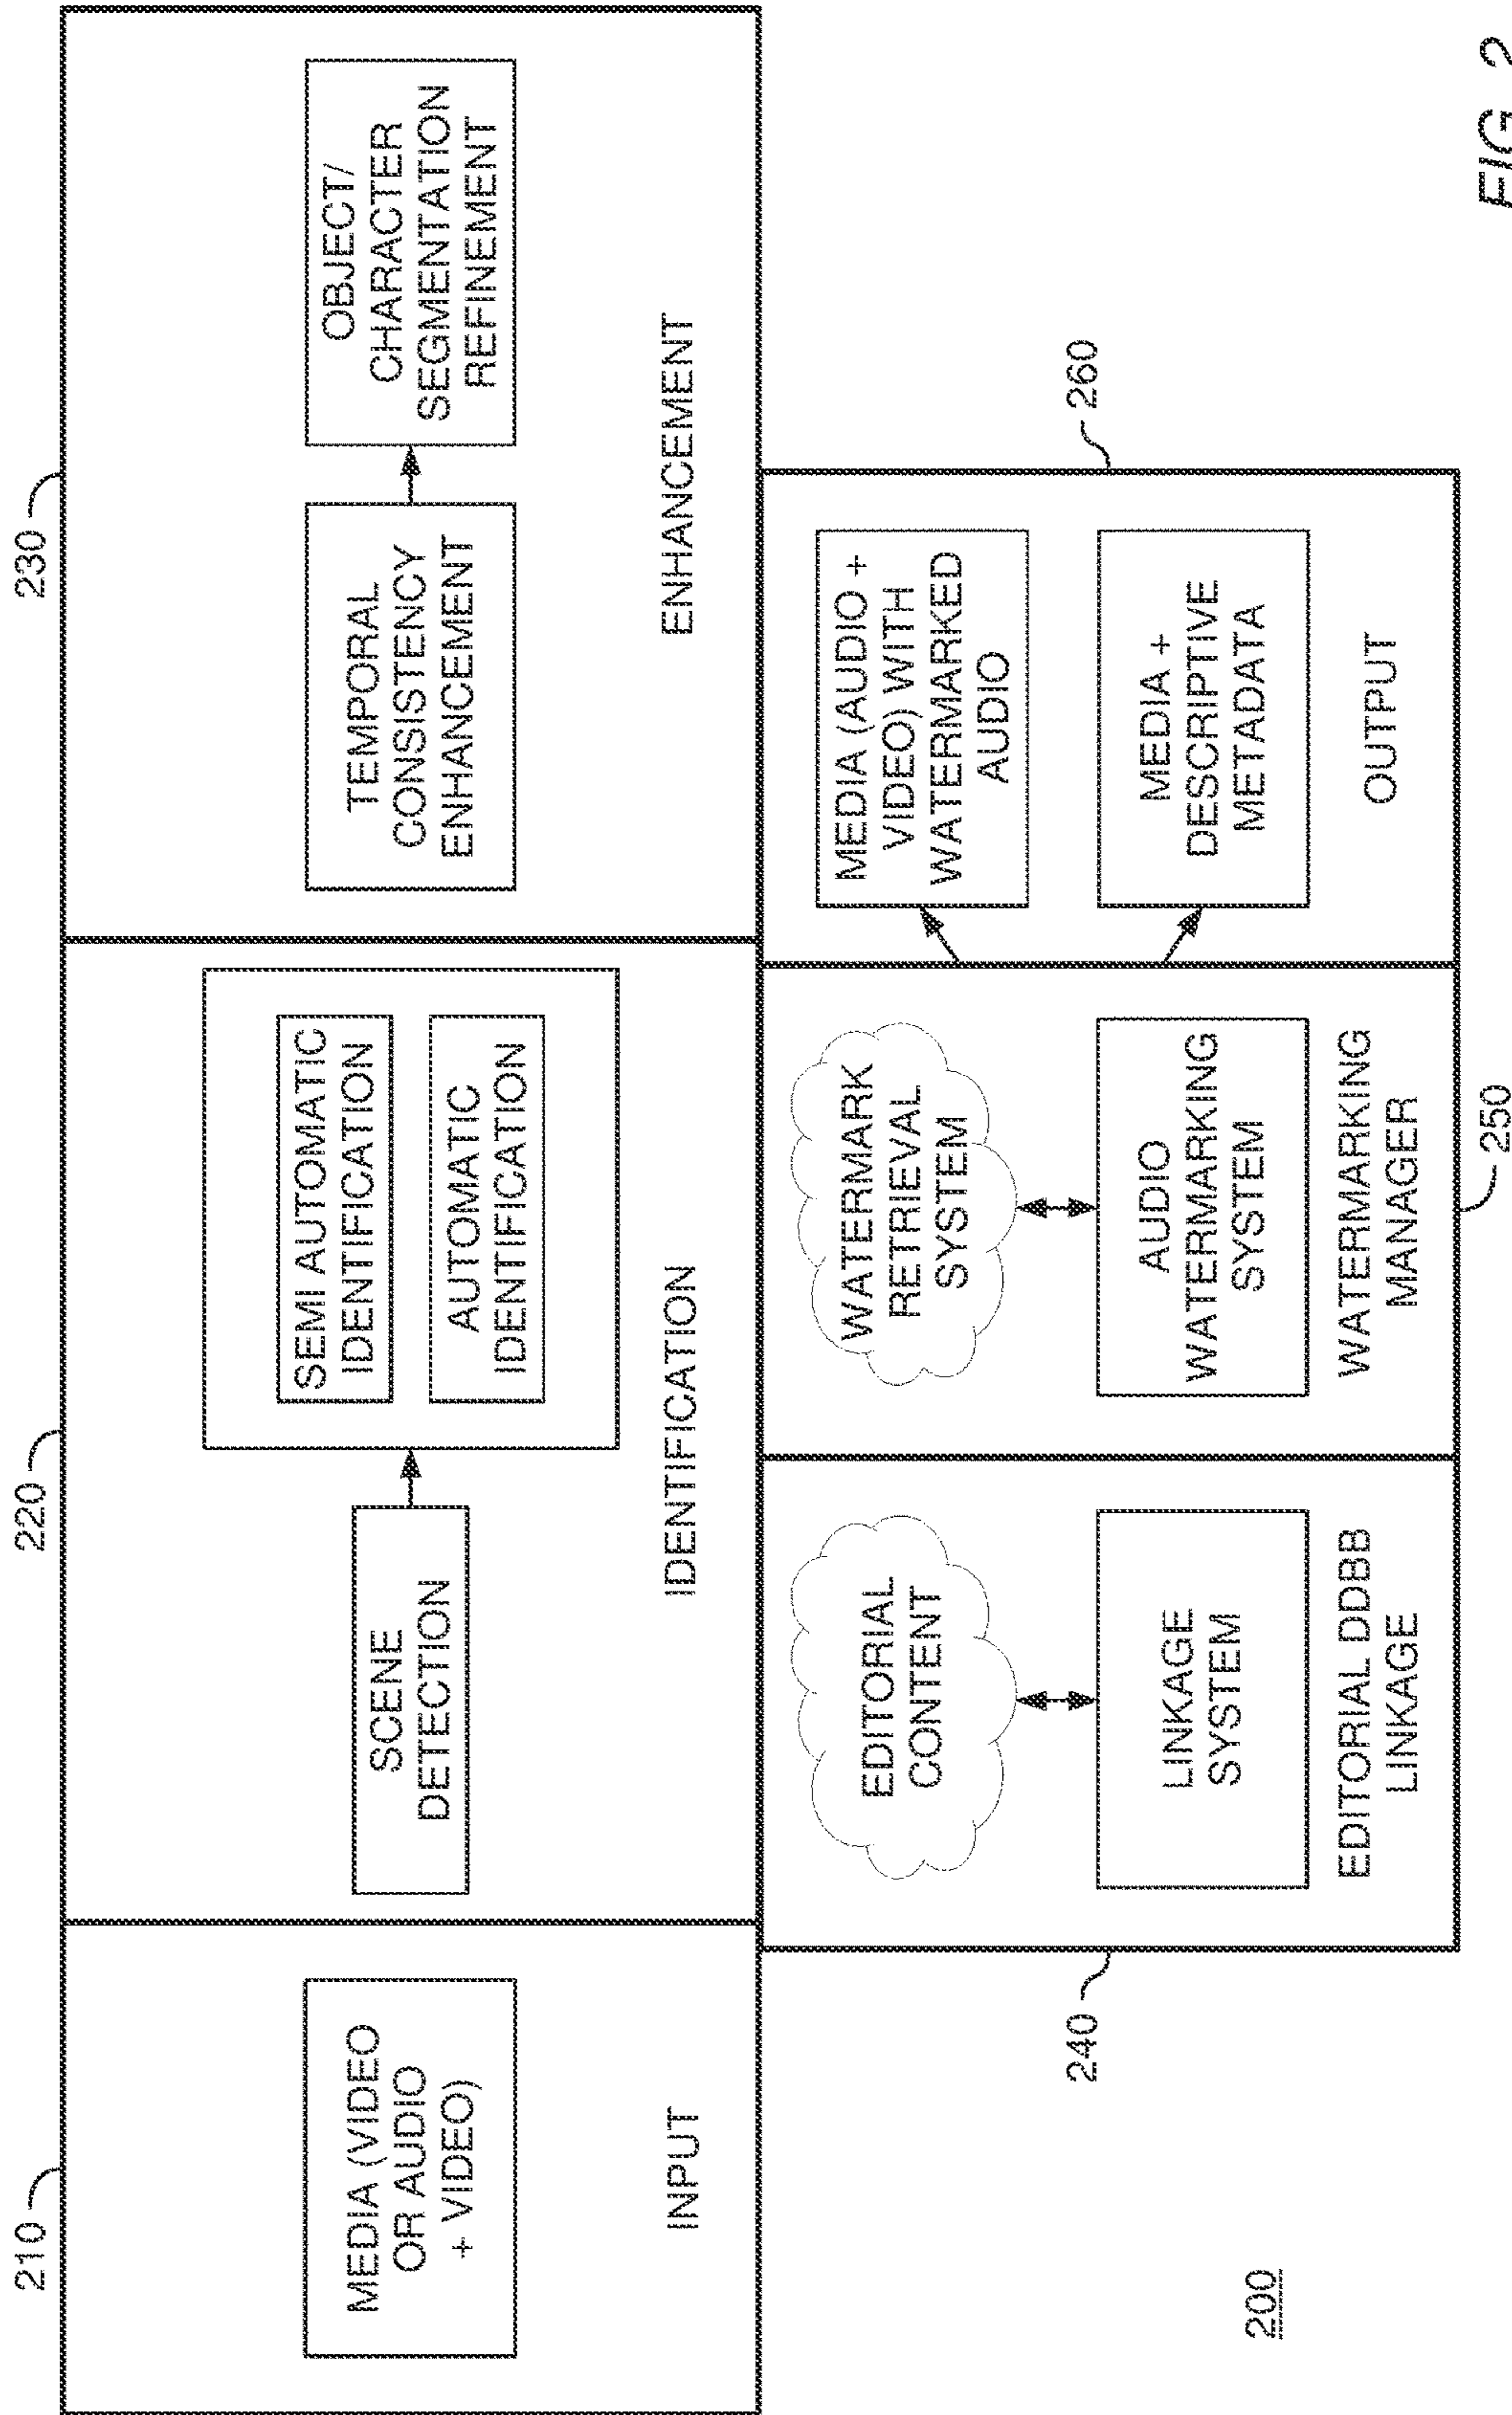 210
MEDIA (VIDEO
OR AUDIO
+ VIDEO)
INPUT
220
SCENE
DETECTION
SEMI AUTOMATIC
IDENTIFICATION
AUTOMATIC
IDENTIFICATION
IDENTIFICATION
230
TEMPORAL
CONSISTENCY
ENHANCEMENT
OBJECT/
CHARACTER
SEGMENTATION
REFINEMENT
ENHANCEMENT
240
EDITORIAL
CONTENT
LINKAGE
SYSTEM
EDITORIAL DDBB
LINKAGE
WATERMARK
RETRIEVAL
SYSTEM
AUDIO
WATERMARKING
SYSTEM
WATERMARKING
MANAGER
250
260
MEDIA (AUDIO +
VIDEO) WITH
WATERMARKED
AUDIO
MEDIA +
DESCRIPTIVE
METADATA
OUTPUT
200
FIG. 2